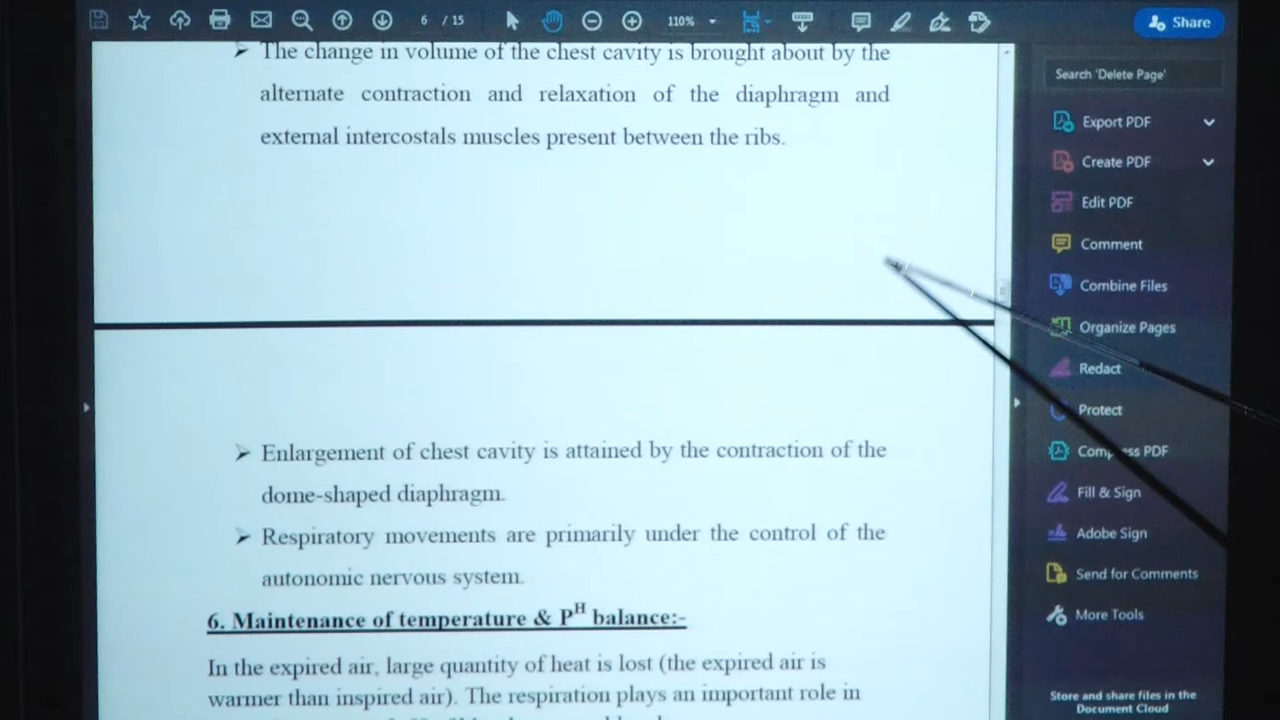 6 / 15
110%
Share
The change in volume of the chest cavity is brought about by the
alternate contraction and relaxation of the diaphragm and
external intercostals muscles present between the ribs.
Enlargement of chest cavity is attained by the contraction of the
dome-shaped diaphragm.
Respiratory movements are primarily under the control of the
autonomic nervous system.
6. Maintenance of temperature & P^H balance:-
In the expired air, large quantity of heat is lost (the expired air is
warmer than inspired air). The respiration plays an important role in
Search 'Delete Page'
Export PDF
Create PDF
Edit PDF
Comment
Combine Files
Organize Pages
Redact
Protect
Compress PDF
Fill & Sign
Adobe Sign
Send for Comments
More Tools
Store and share files in the
Document Cloud